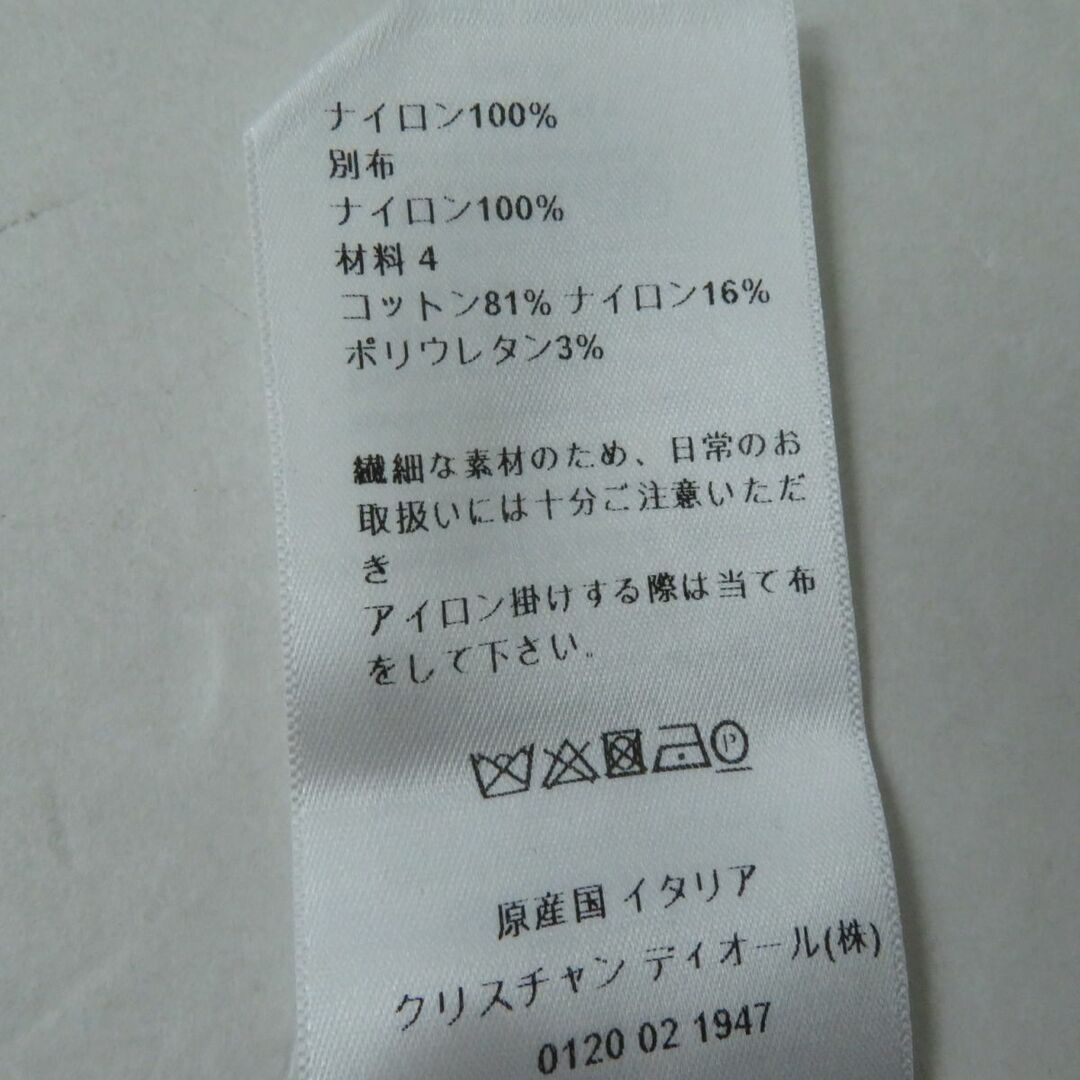 ナイロン100%
別布
ナイロン100%
材料 4
コットン81% ナイロン16%
ポリウレタン3%
繊細な素材のため、日常のお
取扱いには十分ご注意いただ
き
アイロン掛けする際は当て布
をして下さい。
P
原産国 イタリア
クリスチャン ディオール(株)
0120 02 1947